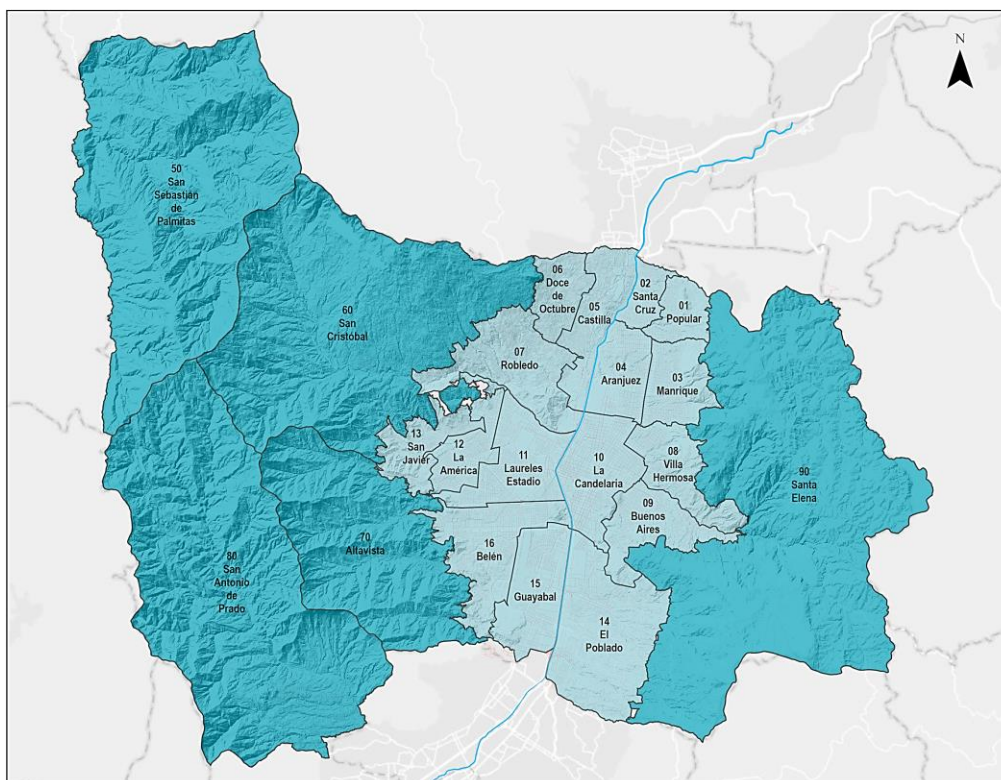 N
50
San
Sebastián
de
Palmitas
60
San
Cristóbal
06
Doce
de
Octubre
05
Castilla
02
Santa
Cruz
01
Popular
07
Robledo
04
Aranjuez
03
Manrique
13
San
Javier
12
La
América
11
Laureles
Estadio
10
La
Candelaria
08
Villa
Hermosa
90
Santa
Elena
09
Buenos
Aires
70
Altavista
16
Belén
80
San
Antonio
de
Prado
15
Guayabal
14
El
Poblado